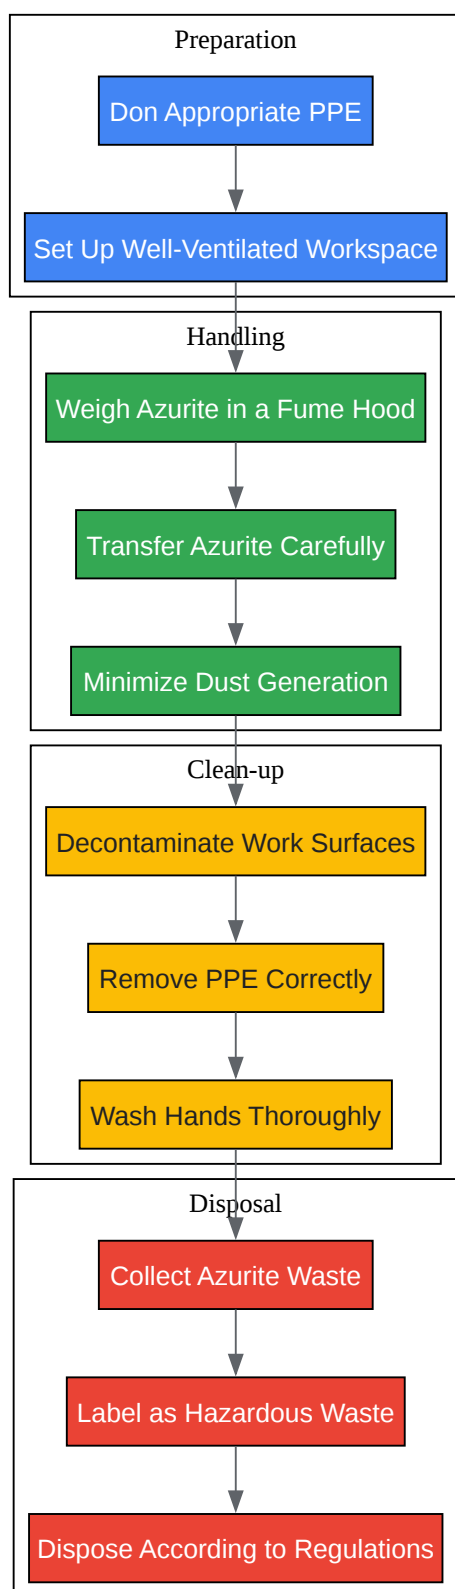 Preparation
Don Appropriate PPE
Set Up Well-Ventilated Workspace
Handling
Weigh Azurite in a Fume Hood
Transfer Azurite Carefully
Minimize Dust Generation
Clean-up
Decontaminate Work Surfaces
Remove PPE Correctly
Wash Hands Thoroughly
Disposal
Collect Azurite Waste
Label as Hazardous Waste
Dispose According to Regulations